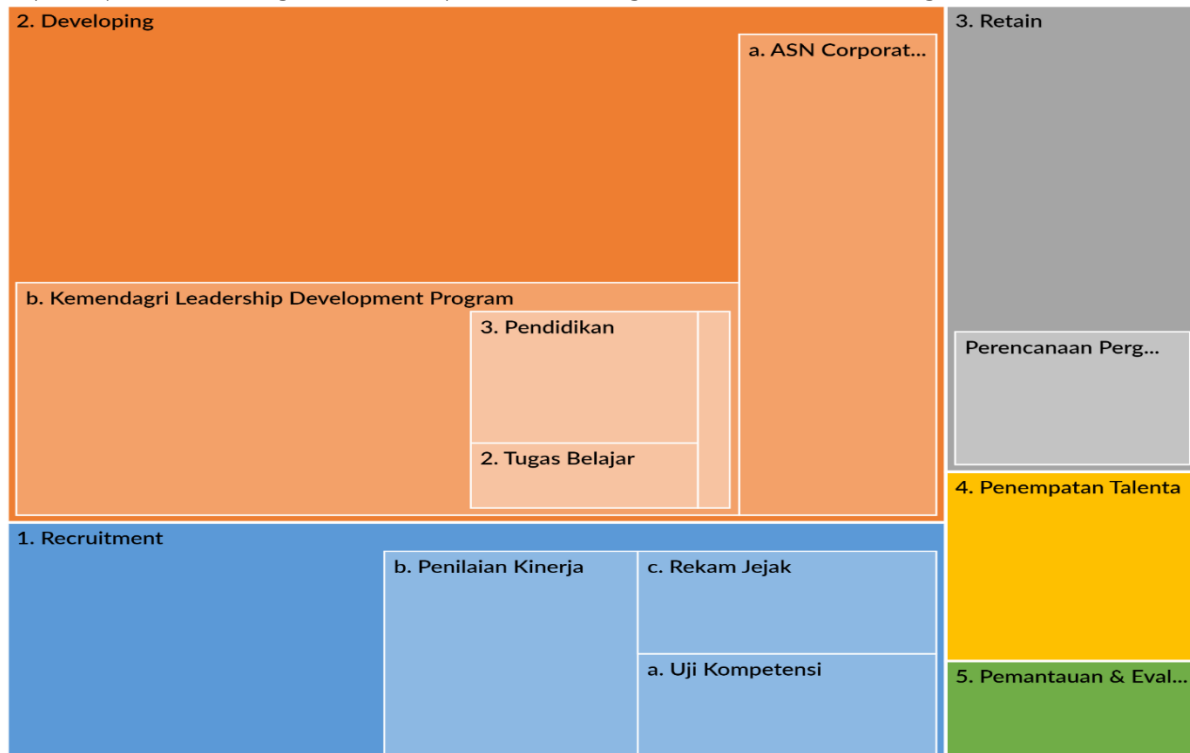 2. Developing
a. ASN Corporat...
b. Kemendagri Leadership Development Program
3. Pendidikan
2. Tugas Belajar
1. Recruitment
b. Penilaian Kinerja
c. Rekam Jejak
a. Uji Kompetensi
3. Retain
Perencanaan Perg...
4. Penempatan Talenta
5. Pemantauan & Eval...